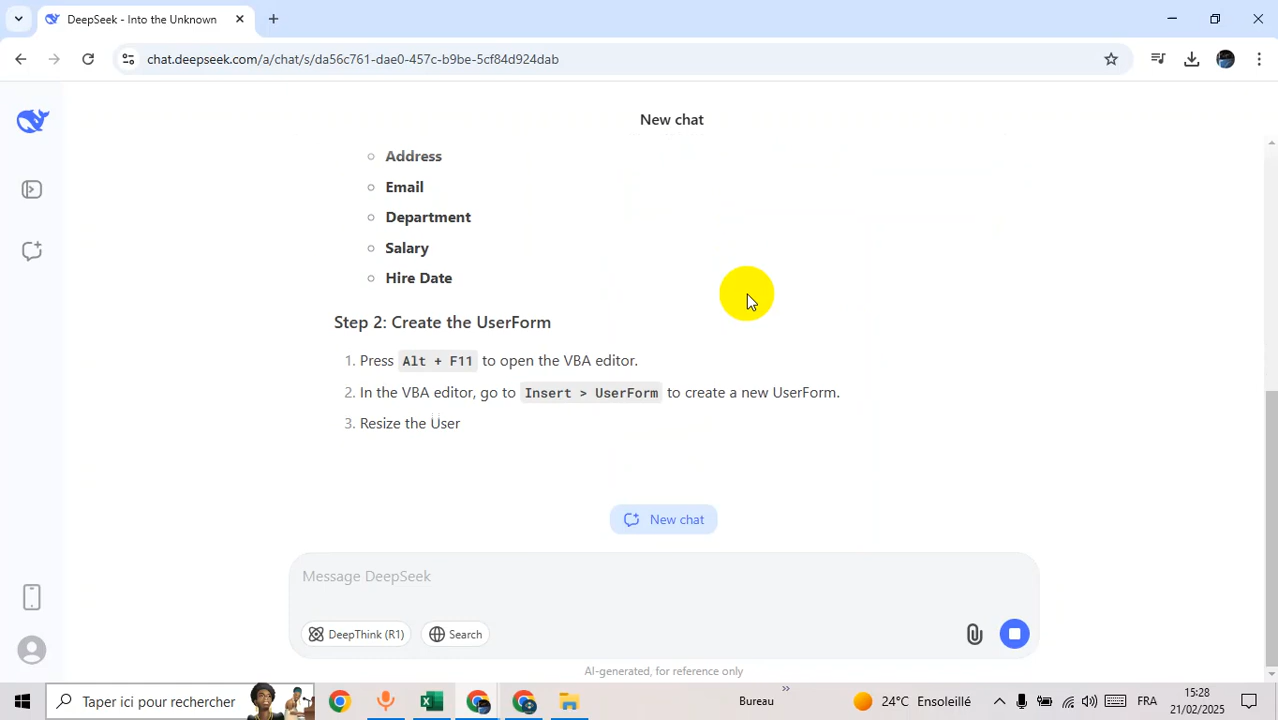 DeepSeek - Into the Unknown
chat.deepseek.com/a/chat/s/da56c761-dae0-457c-b9be-5cf84d924dab
New chat
Address
Email
Department
Salary
Hire Date
Step 2: Create the UserForm
1. Press Alt + F11 to open the VBA editor.
2. In the VBA editor, go to Insert > UserForm to create a new UserForm.
3. Resize the User
New chat
Message DeepSeek
DeepThink (R1) Search
AI-generated, for reference only
Taper ici pour rechercher
Bureau
»
24°C Ensoleillé
FRA
15:28
21/02/2025